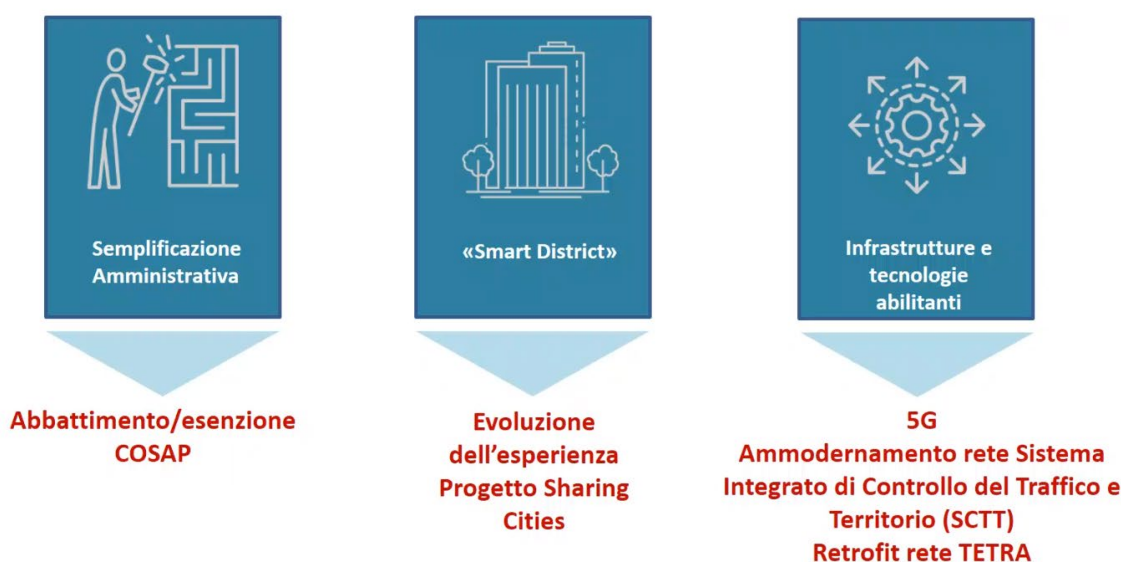 Semplificazione
Amministrativa
Abbattimento/esenzione
COSAP
«Smart District»
Evoluzione
dell'esperienza
Progetto Sharing
Cities
Infrastrutture e
tecnologie
abilitanti
5G
Ammodernamento rete Sistema
Integrato di Controllo del Traffico e
Territorio (SCTT)
Retrofit rete TETRA